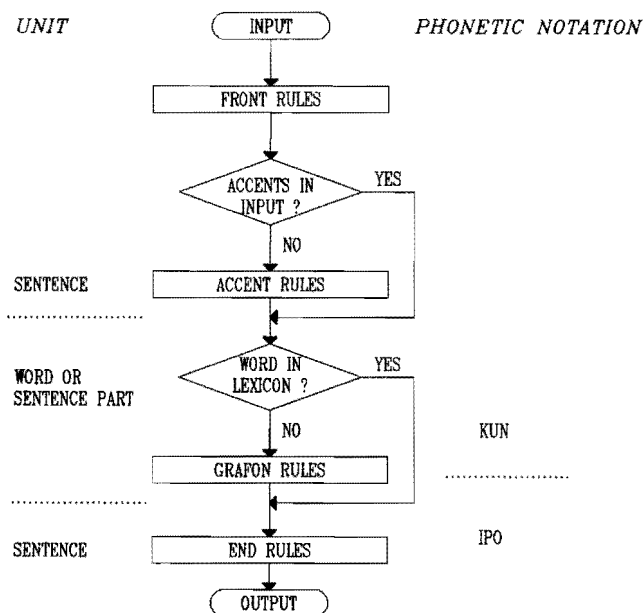 UNIT
INPUT
PHONETIC NOTATION
FRONT RULES
ACCENTS IN
INPUT ?
YES
NO
SENTENCE
ACCENT RULES
WORD IN
LEXICON ?
YES
WORD OR
SENTENCE PART
NO
KUN
GRAFON RULES
IPO
SENTENCE
END RULES
OUTPUT